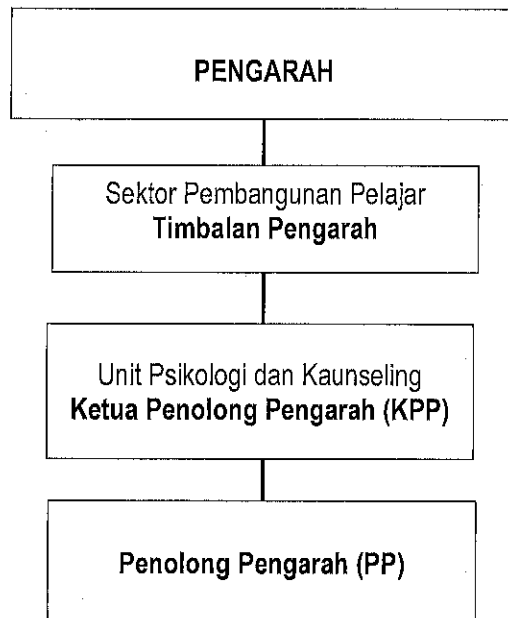 PENGARAH
Sektor Pembangunan Pelajar
Timbalan Pengarah
Unit Psikologi dan Kaunseling
Ketua Penolong Pengarah (KPP)
Penolong Pengarah (PP)